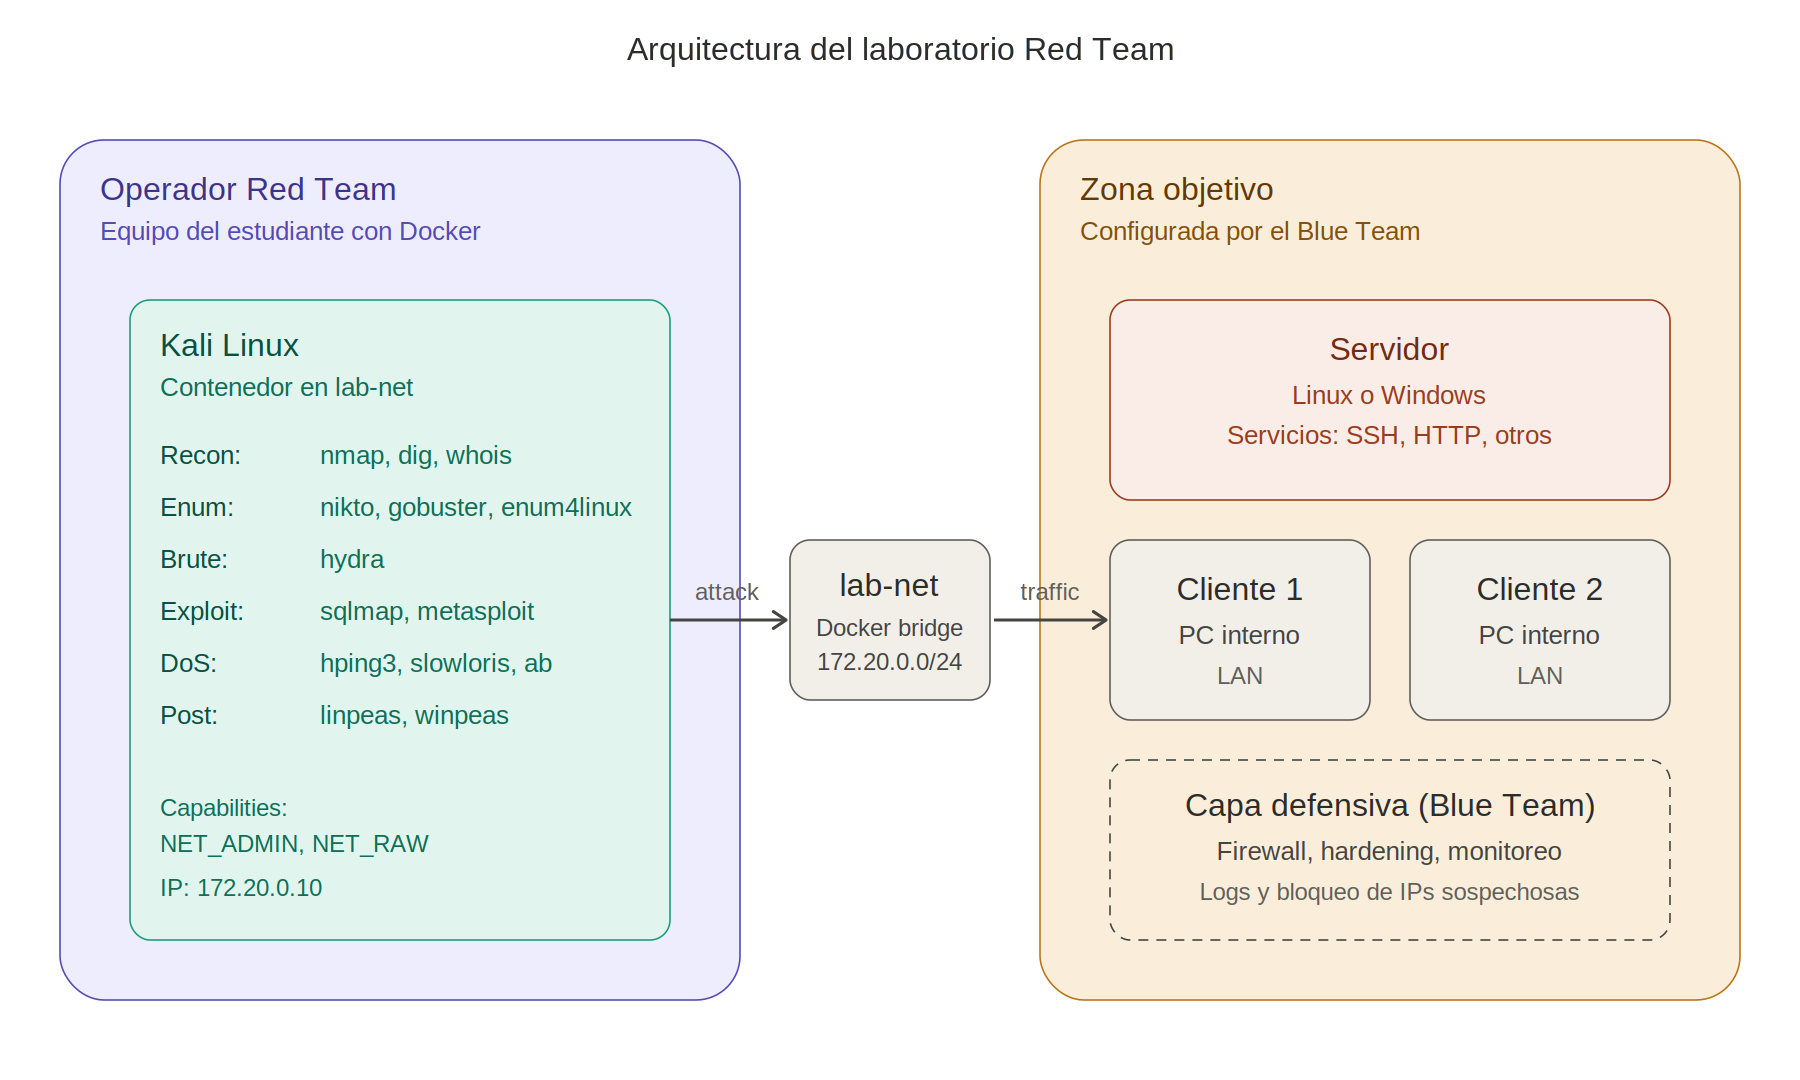 Arquitectura del laboratorio Red Team
Operador Red Team
Equipo del estudiante con Docker
Kali Linux
Contenedor en lab-net
Recon: nmap, dig, whois
Enum: nikto, gobuster, enum4linux
Brute: hydra
Exploit: sqlmap, metasploit
DoS: hping3, slowloris, ab
Post: linpeas, winpeas
Capabilities:
NET_ADMIN, NET_RAW
IP: 172.20.0.10
attack
lab-net
Docker bridge
172.20.0.0/24
traffic
Zona objetivo
Configurada por el Blue Team
Servidor
Linux o Windows
Servicios: SSH, HTTP, otros
Cliente 1
PC interno
LAN
Cliente 2
PC interno
LAN
Capa defensiva (Blue Team)
Firewall, hardening, monitoreo
Logs y bloqueo de IPs sospechosas